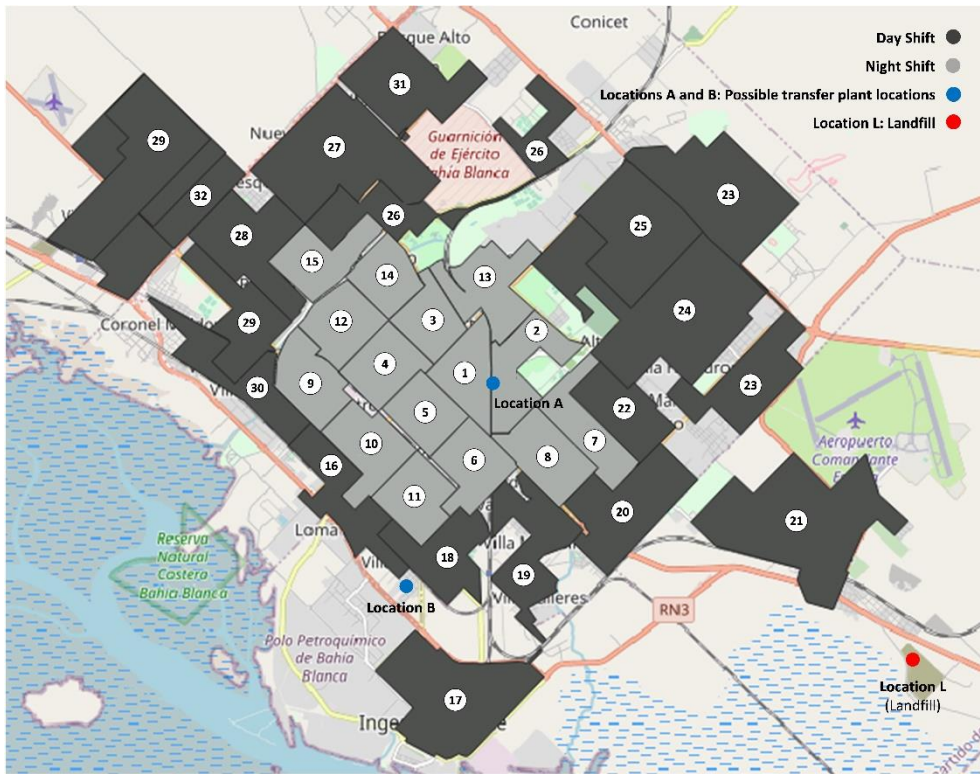 Conicet
Parque Alto
Day Shift
Night Shift
Locations A and B: Possible transfer plant locations
Location L: Landfill
31
29
27
Guarnición
de Ejército
Bahía Blanca
26
23
32
26
25
28
15
14
13
Coronel M
12
3
2
24
29
4
1
Location A
23
30
9
5
22
7
Aeropuerto
Comandante
10
6
8
16
11
20
21
Reserva
Natural
Costera
Bahía Blanca
Loma
18
Villa
19
Location B
RN3
Polo Petroquímico
de Bahía
Blanca
17
Location L
(Landfill)
Partido de